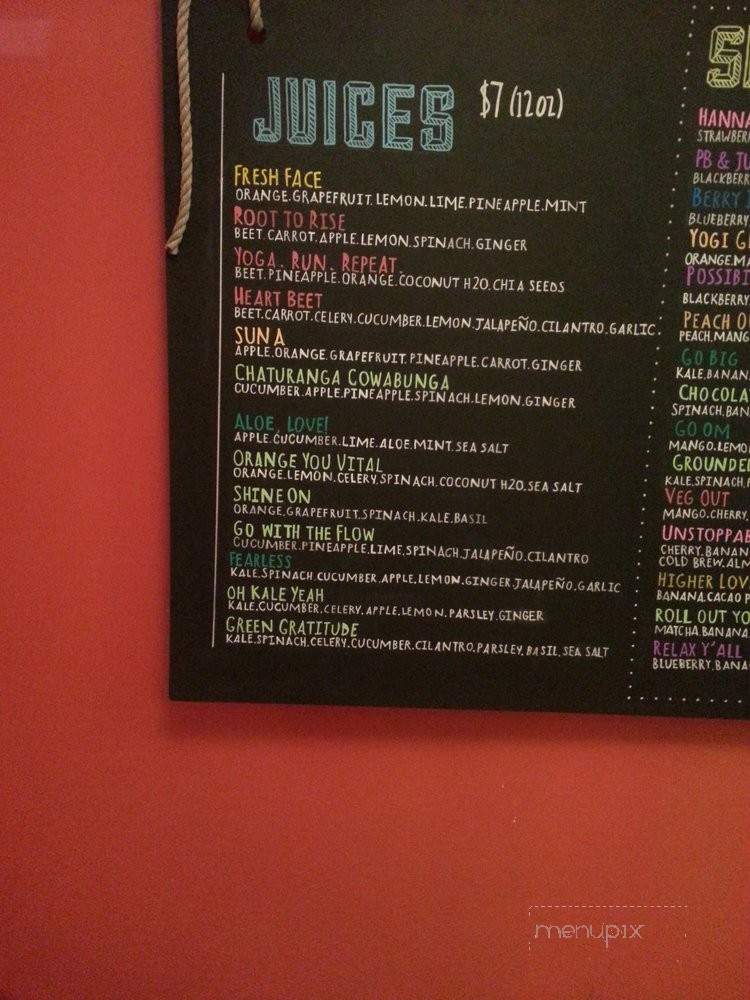 JUICES $7 (12OZ)
FRESH FACE
ORANGE.GRAPEFRUIT.LEMON.LIME.PINEAPPLE.MINT
ROOT TO RISE
BEET.CARROT.APPLE.LEMON.SPINACH.GINGER
YOGA. RUN. REPEAT.
BEET.PINEAPPLE.ORANGE.COCONUT H2O.CHIA SEEDS
HEART BEET
BEET.CARROT.CELERY.CUCUMBER.LEMON.JALAPEÑO.CILANTRO.GARLIC.
SUN A
APPLE.ORANGE.GRAPEFRUIT.PINEAPPLE.CARROT.GINGER
CHATURANGA COWABUNGA
CUCUMBER.APPLE.PINEAPPLE.SPINACH.LEMON.GINGER
ALOE, LOVE!
APPLE.CUCUMBER.LIME.ALOE.MINT.SEA SALT
ORANGE YOU VITAL
ORANGE.LEMON.CELERY.SPINACH.COCONUT H2O.SEA SALT
SHINE ON
ORANGE.GRAPEFRUIT.SPINACH.KALE.BASIL
GO WITH THE FLOW
CUCUMBER.PINEAPPLE.LIME.SPINACH.JALAPEÑO.CILANTRO
FEARLESS
KALE.SPINACH.CUCUMBER.APPLE.LEMON.GINGER.JALAPEÑO.GARLIC
OH KALE YEAH
KALE.CUCUMBER.CELERY.APPLE.LEMON.PARSLEY.GINGER
GREEN GRATITUDE
KALE.SPINACH.CELERY.CUCUMBER.CILANTRO.PARSLEY.BASIL.SEA SALT
HANNA
STRAWBER
PB & JU
BLACKBER
BERRY
BLUEBERRY
YOGI G
ORANGE.MA
POSSIBI
BLACKBERRY
PEACH O
PEACH.MANG
GO BIG
KALE.BANAN
CHOCOLA
SPINACH.BAN
GO OM
MANGO.LEMO
GROUNDE
KALE.SPINACH.
VEG OUT
MANGO.CHERRY.
UNSTOPPAB
CHERRY.BANAN
COLD BREW.ALM
HIGHER LOV
BANANA.CACAO P
ROLL OUT YO
MATCHA.BANANA
RELAX Y'ALL
BLUEBERRY.BANA
menupix